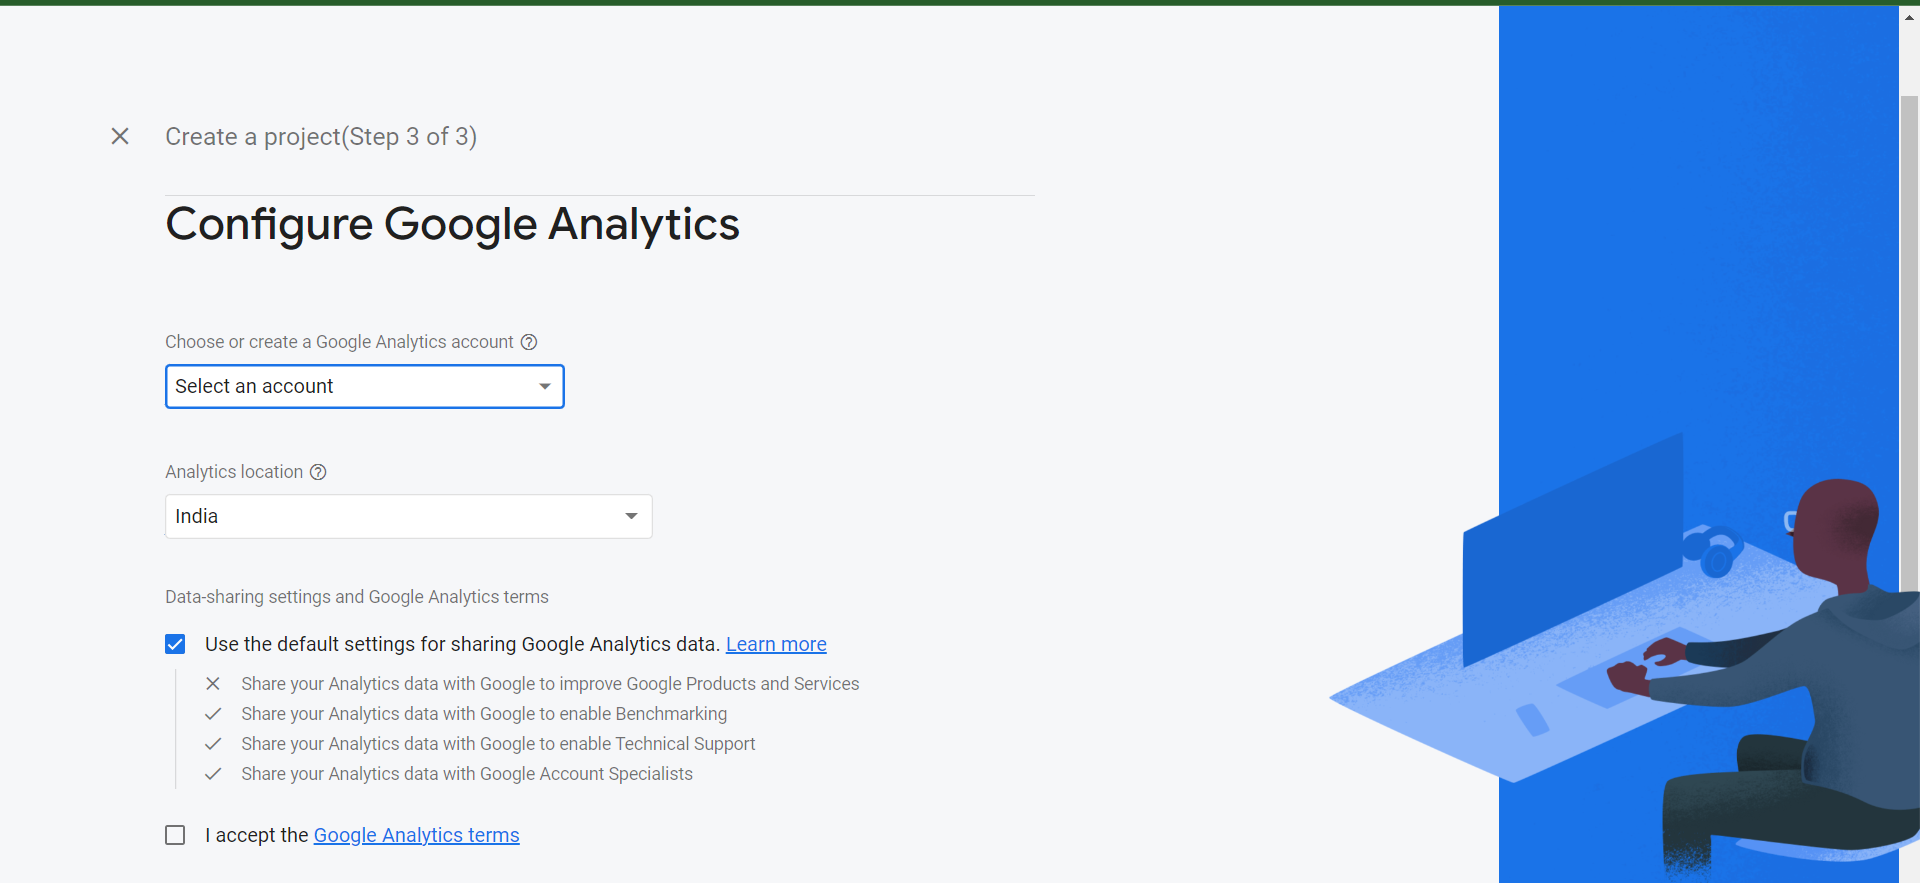 Create a project(Step 3 of 3)
Configure Google Analytics
Choose or create a Google Analytics account
Select an account
Analytics location
India
Data-sharing settings and Google Analytics terms
Use the default settings for sharing Google Analytics data. Learn more
Share your Analytics data with Google to improve Google Products and Services
Share your Analytics data with Google to enable Benchmarking
Share your Analytics data with Google to enable Technical Support
Share your Analytics data with Google Account Specialists
I accept the Google Analytics terms